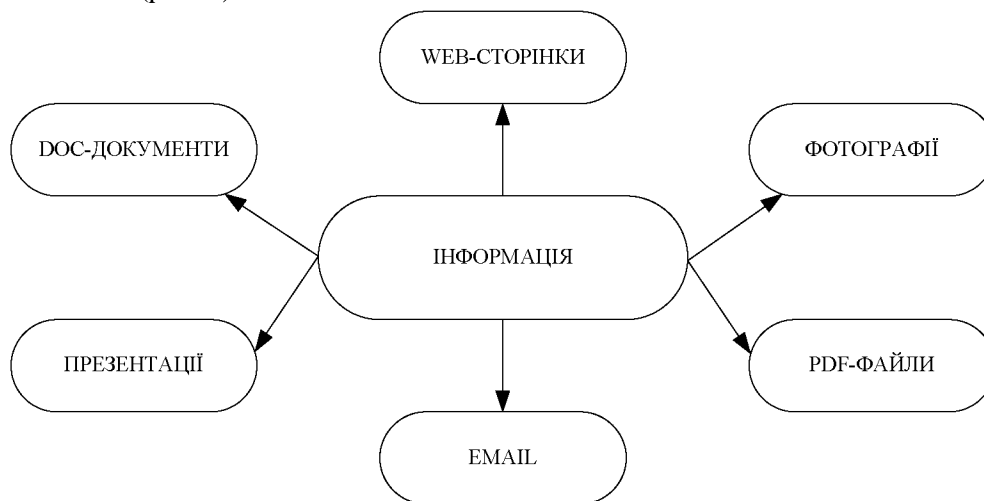 WEB-СТОРІНКИ
DOC-ДОКУМЕНТИ
ФОТОГРАФІЇ
ІНФОРМАЦІЯ
ПРЕЗЕНТАЦІЇ
PDF-ФАЙЛИ
EMAIL